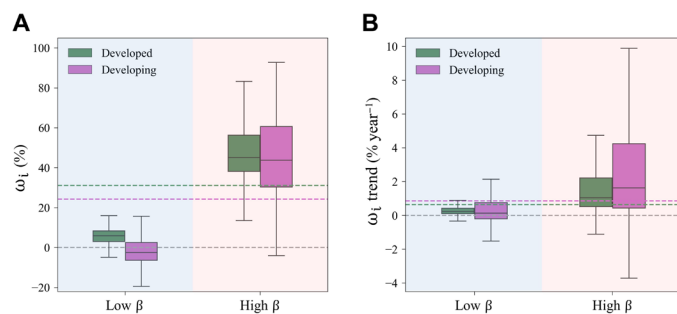 A
ωi (%)
100
80
60
40
20
0
−20
Developed
Developing
Low β
High β
B
ωi trend (% year−1)
10
8
6
4
2
0
−2
−4
Developed
Developing
Low β
High β